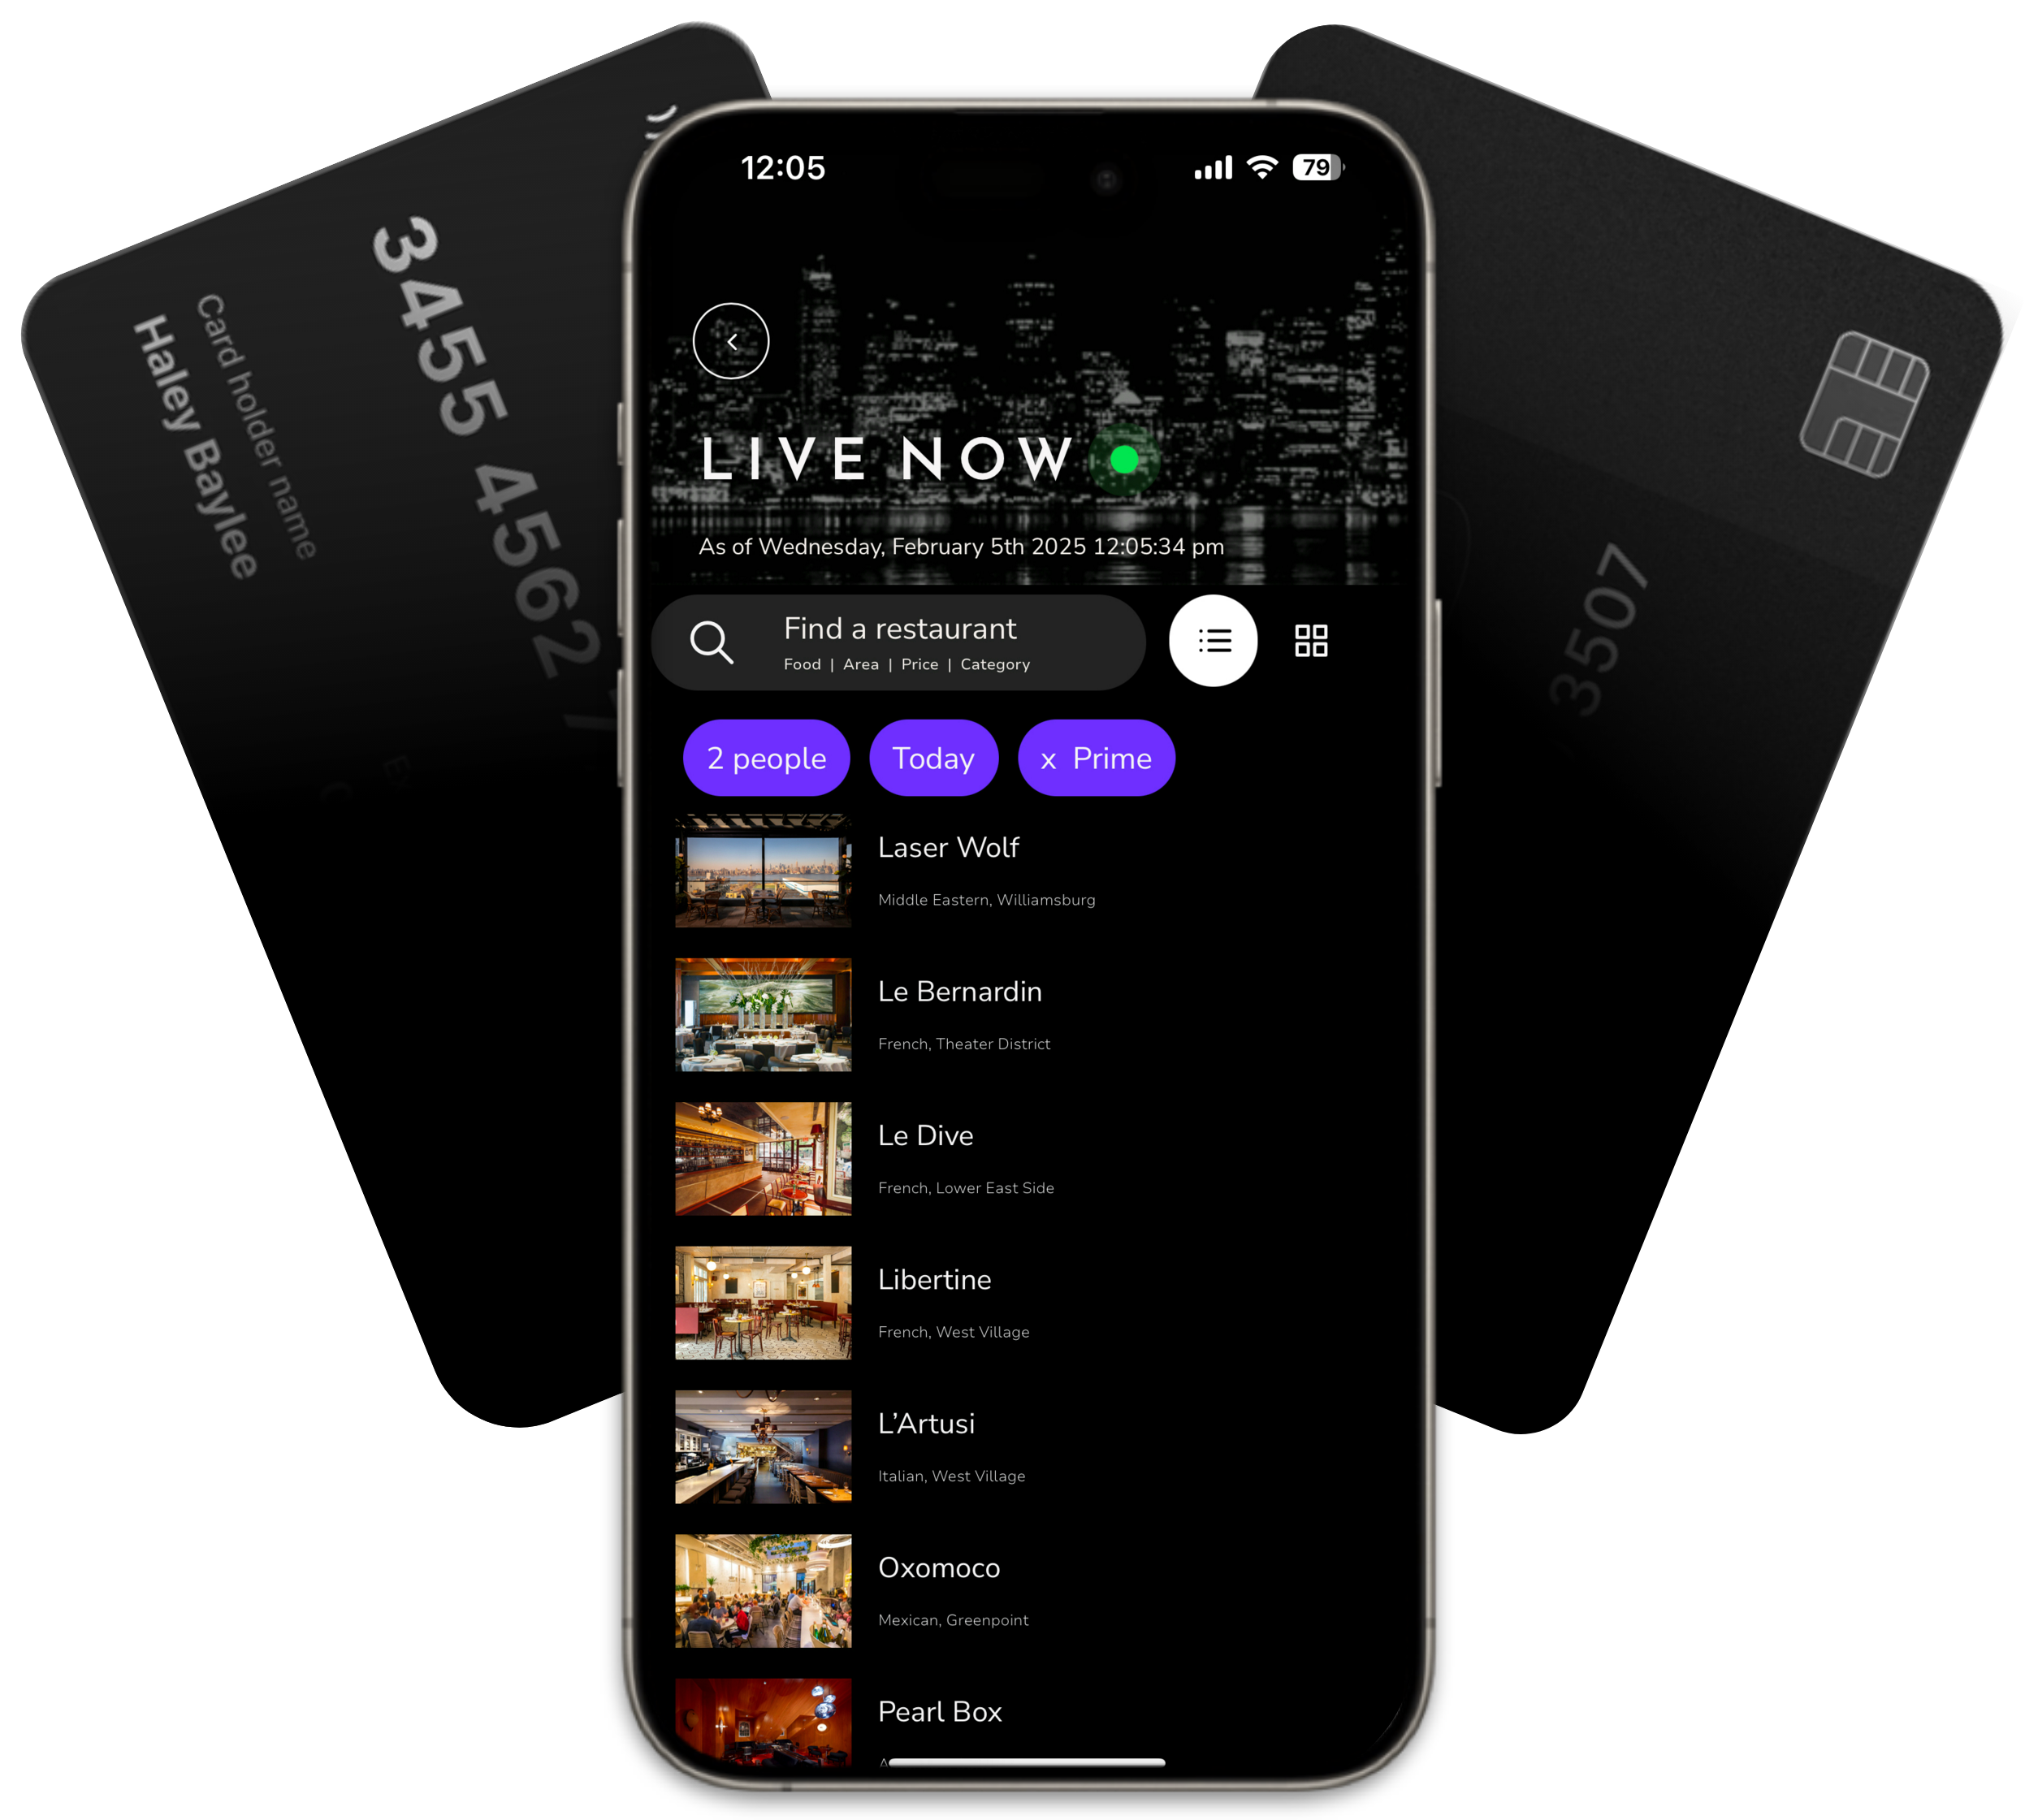 12:05
79
LIVE NOW
As of Wednesday, February 5th 2025 12:05:34 pm
Find a restaurant
Food | Area | Price | Category
2 people
Today
x Prime
Laser Wolf
Middle Eastern, Williamsburg
Le Bernardin
French, Theater District
Le Dive
French, Lower East Side
Libertine
French, West Village
L’Artusi
Italian, West Village
Oxomoco
Mexican, Greenpoint
Pearl Box
3455 4562
Card holder name
Haley Baylee
3507